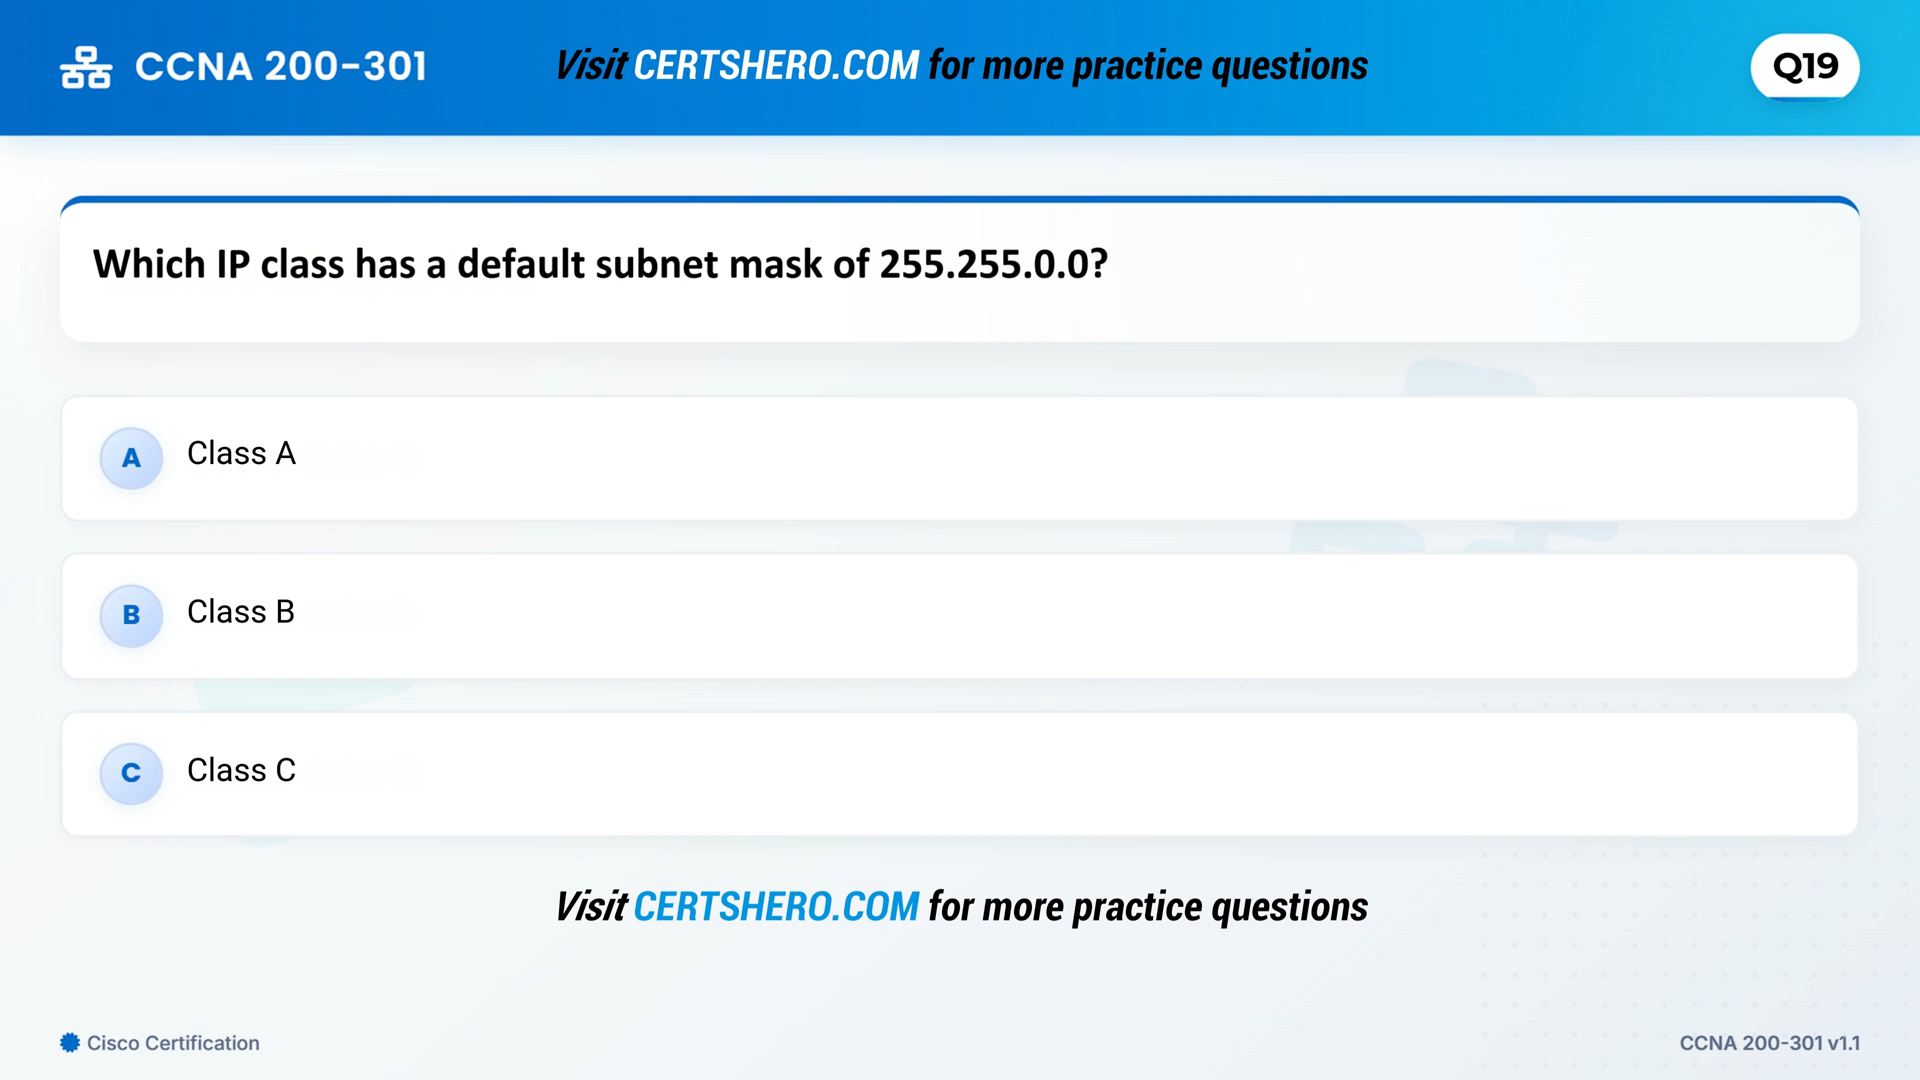 CCNA 200-301
Visit CERTSHERO.COM for more practice questions
Q19
Which IP class has a default subnet mask of 255.255.0.0?
A
Class A
B
Class B
C
Class C
Visit CERTSHERO.COM for more practice questions
Cisco Certification
CCNA 200-301 v1.1